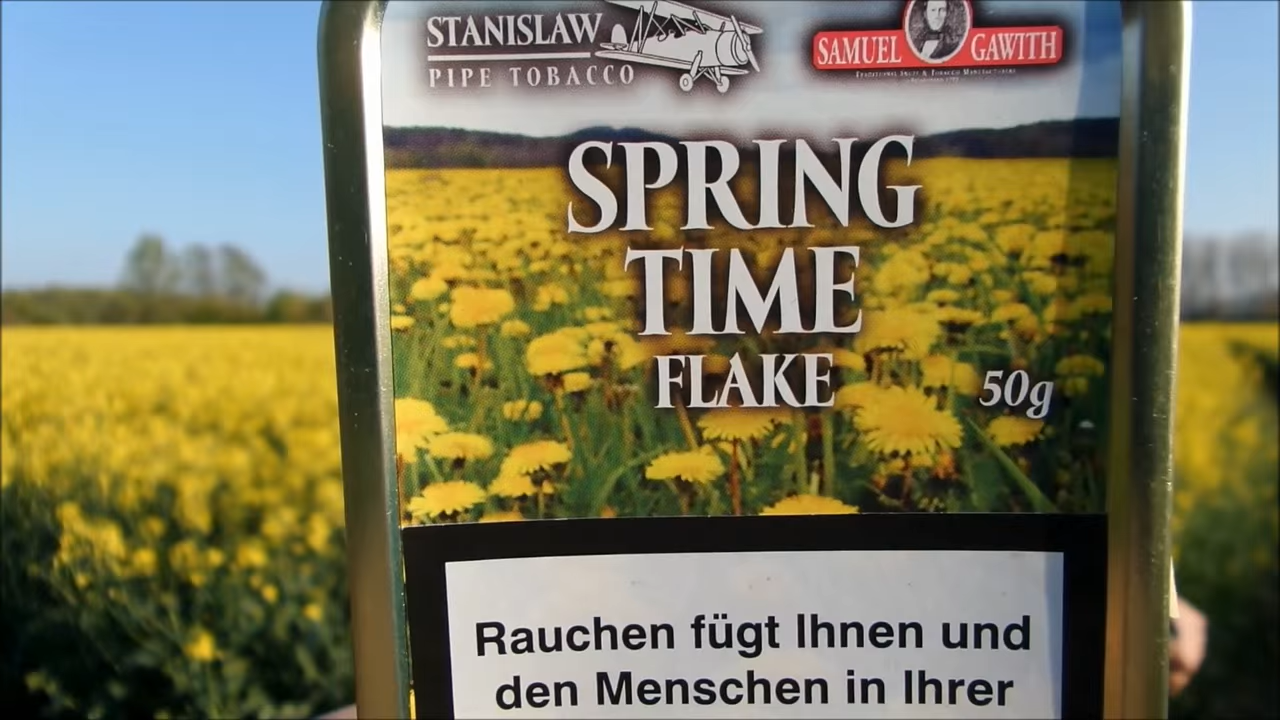 STANISLAW
PIPE TOBACCO
SAMUEL GAWITH
SPRING
TIME
FLAKE
50g
Rauchen fügt Ihnen und
den Menschen in Ihrer